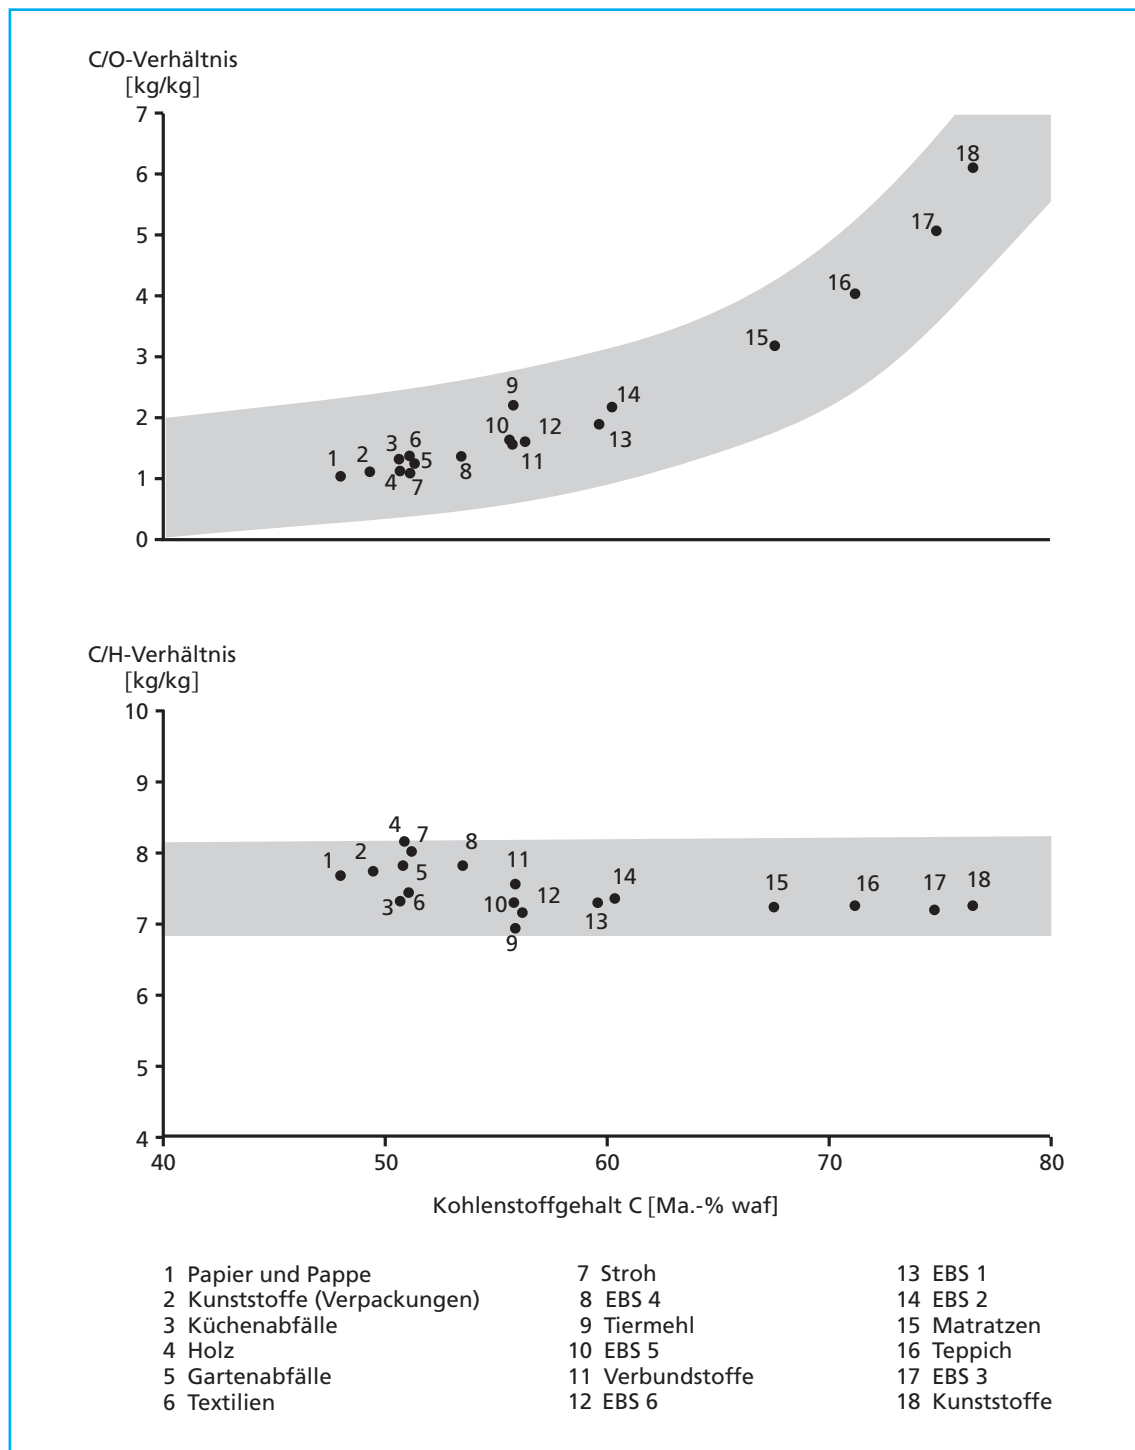 C/O-Verhältnis
[kg/kg]
7
6
5
4
3
2
1
0
1
2
3
4
6
5
7
8
9
10
11
12
13
14
15
16
17
18
C/H-Verhältnis
[kg/kg]
10
9
8
7
6
5
4
1
2
3
4
7
5
6
8
11
10
9
12
13
14
15
16
17
18
40
50
60
70
80
Kohlenstoffgehalt C [Ma.-% waf]
1 Papier und Pappe
2 Kunststoffe (Verpackungen)
3 Küchenabfälle
4 Holz
5 Gartenabfälle
6 Textilien
7 Stroh
8 EBS 4
9 Tiermehl
10 EBS 5
11 Verbundstoffe
12 EBS 6
13 EBS 1
14 EBS 2
15 Matratzen
16 Teppich
17 EBS 3
18 Kunststoffe